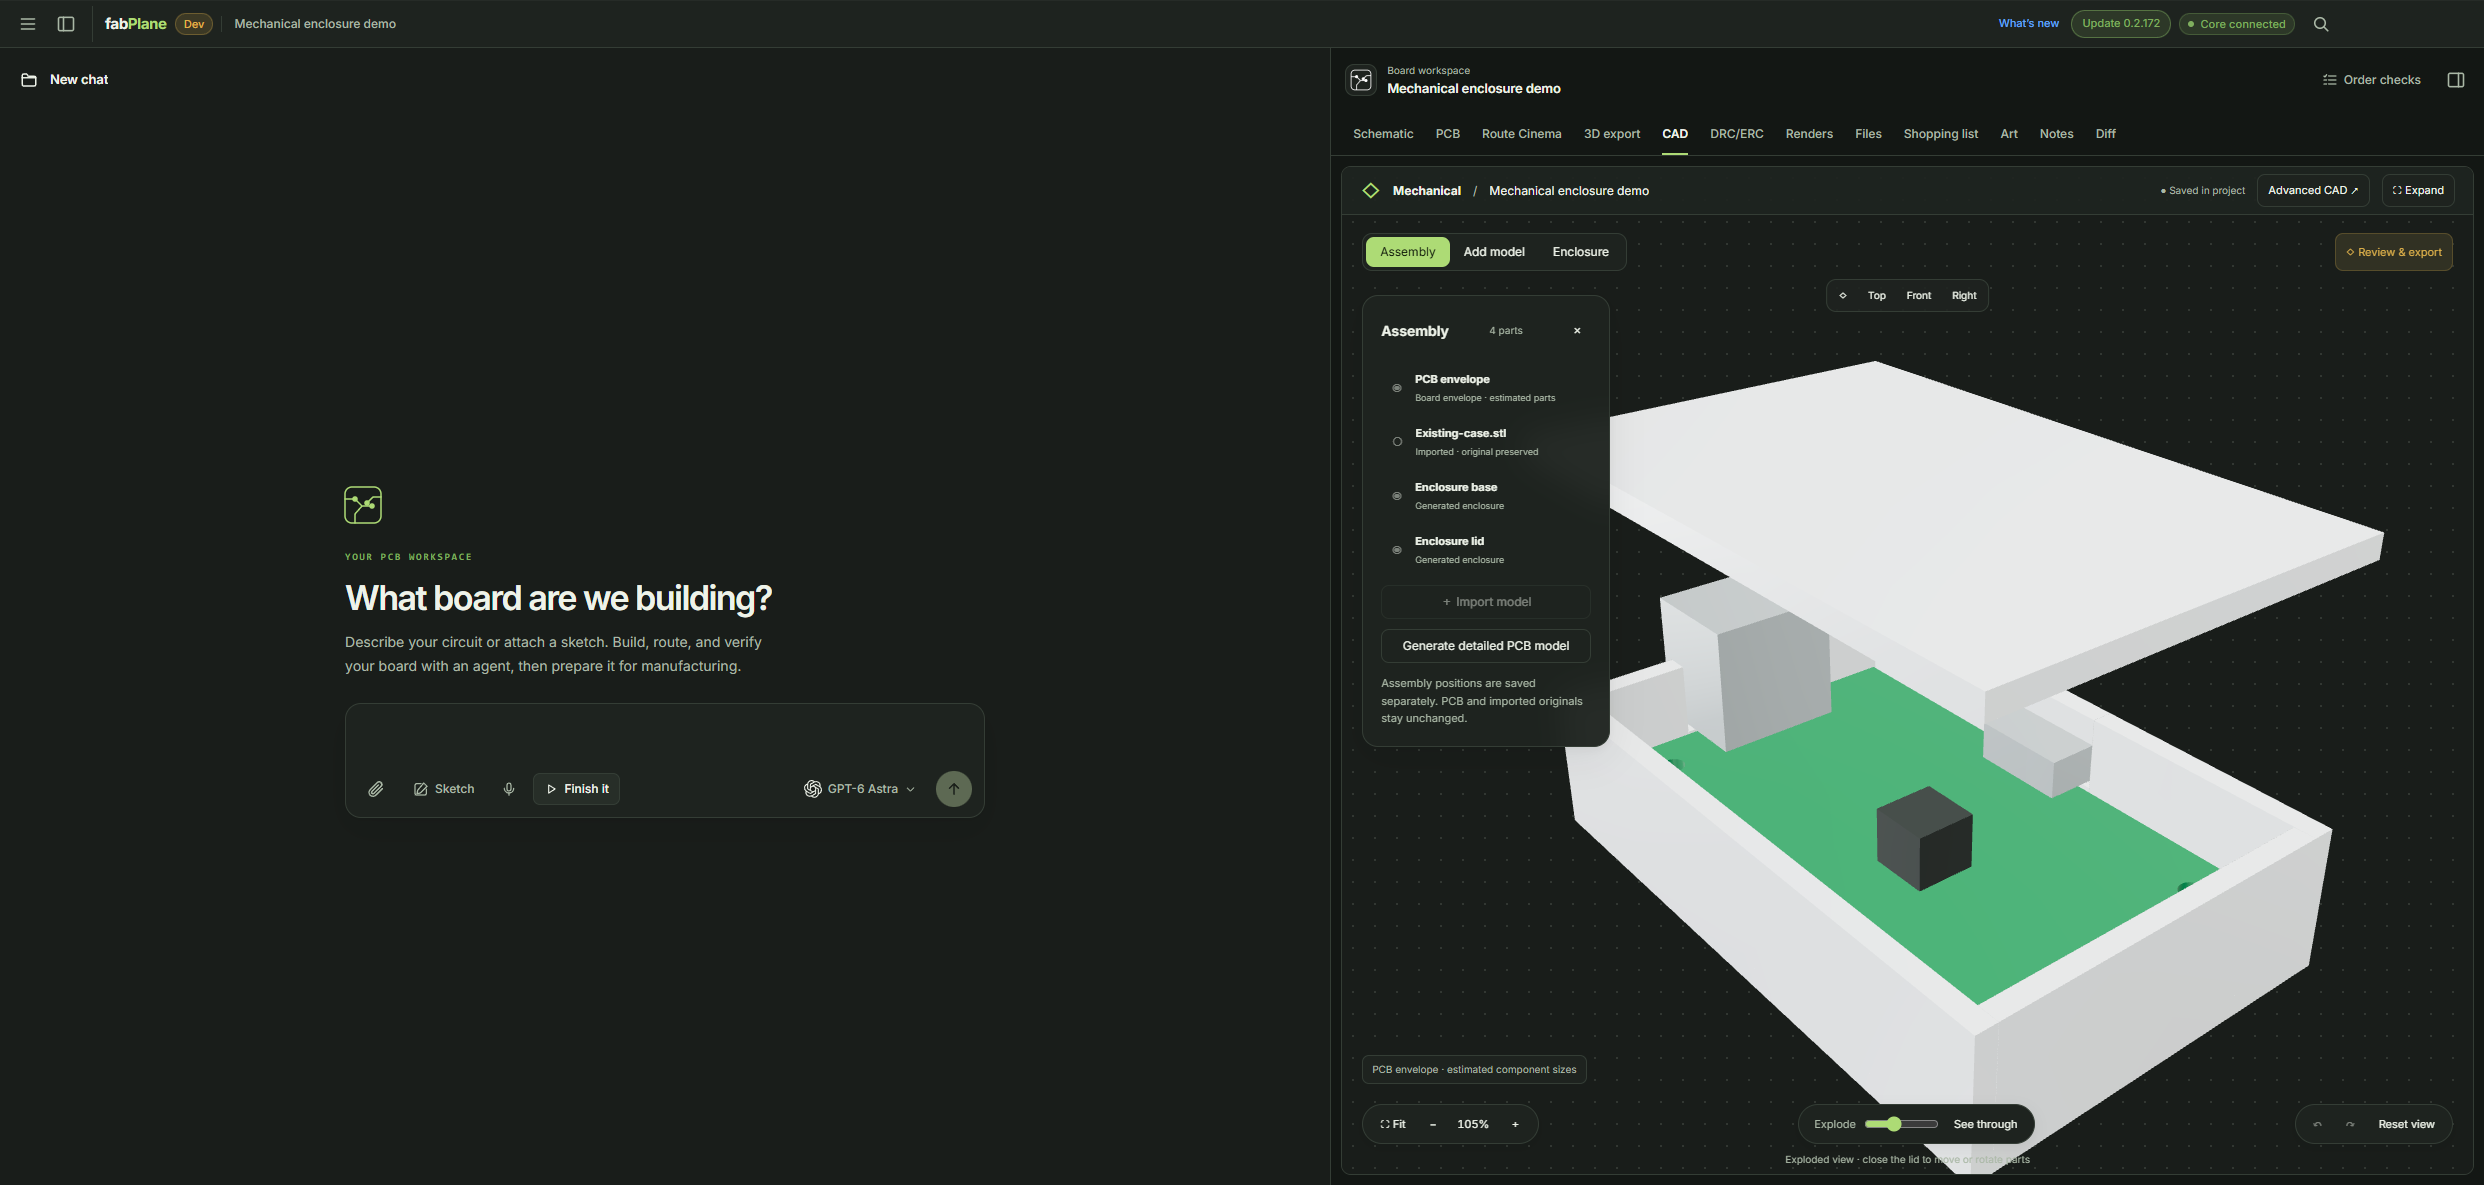 fabPlane Dev Mechanical enclosure demo What's new Update 0.2.172 Core connected
New chat
YOUR PCB WORKSPACE
What board are we building?
Describe your circuit or attach a sketch. Build, route, and verify
your board with an agent, then prepare it for manufacturing.
Sketch Finish it GPT-6 Astra
Board workspace
Mechanical enclosure demo
Order checks
Schematic PCB Route Cinema 3D export CAD DRC/ERC Renders Files Shopping list Art Notes Diff
Mechanical / Mechanical enclosure demo
Saved in project Advanced CAD ↗ Expand
Assembly Add model Enclosure
Review & export
Top Front Right
Assembly 4 parts ×
PCB envelope
Board envelope · estimated parts
Existing-case.stl
Imported · original preserved
Enclosure base
Generated enclosure
Enclosure lid
Generated enclosure
+ Import model
Generate detailed PCB model
Assembly positions are saved
separately. PCB and imported originals
stay unchanged.
PCB envelope · estimated component sizes
Fit − 105% +
Explode See through
Reset view
Exploded view · close the lid to move or rotate parts